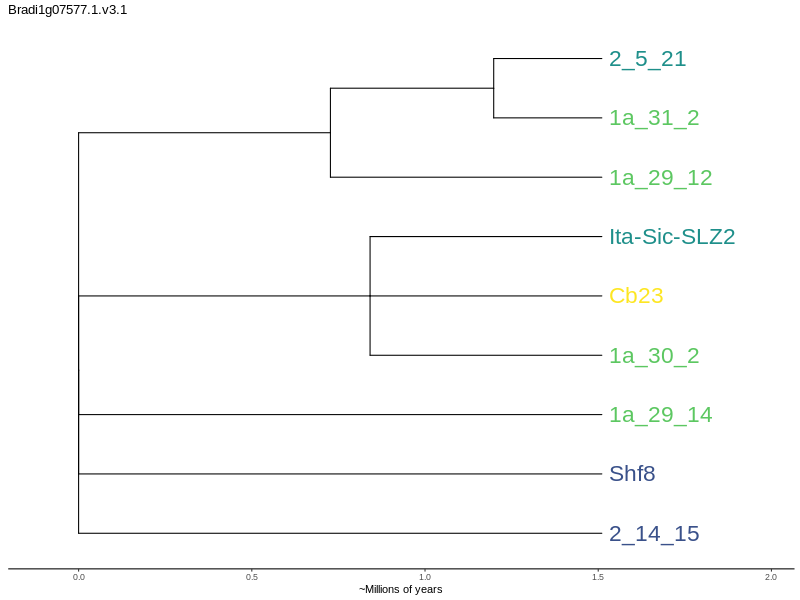 Bradi1g07577.1.v3.1
2_5_21
1a_31_2
1a_29_12
Ita-Sic-SLZ2
Cb23
1a_30_2
1a_29_14
Shf8
2_14_15
0.0 0.5 1.0 1.5 2.0
~Millions of years